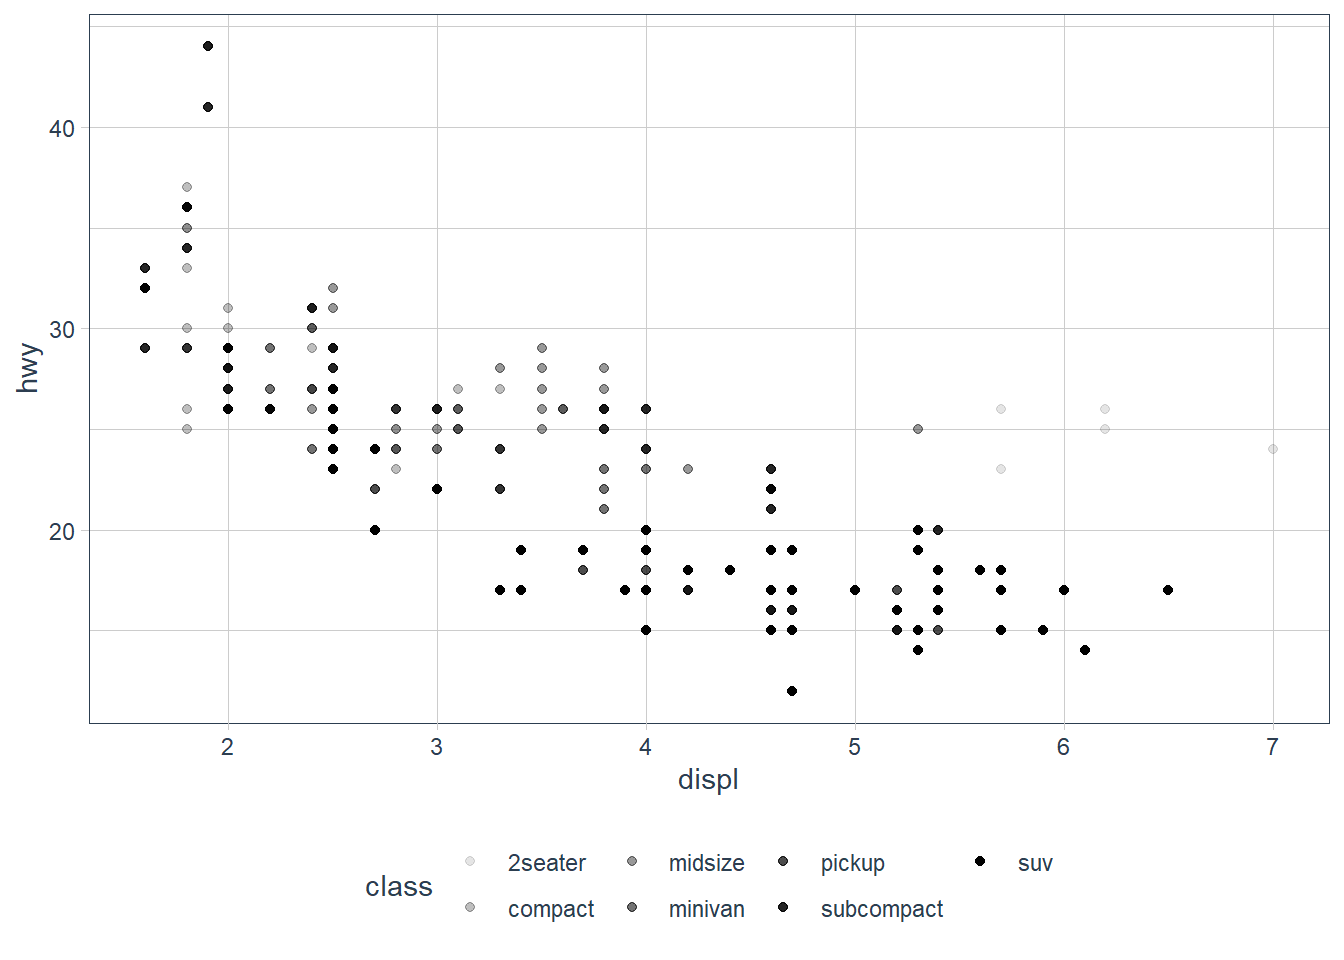 40
30
20
hwy
2 3 4 5 6 7
displ
class
2seater midsize pickup suv
compact minivan subcompact